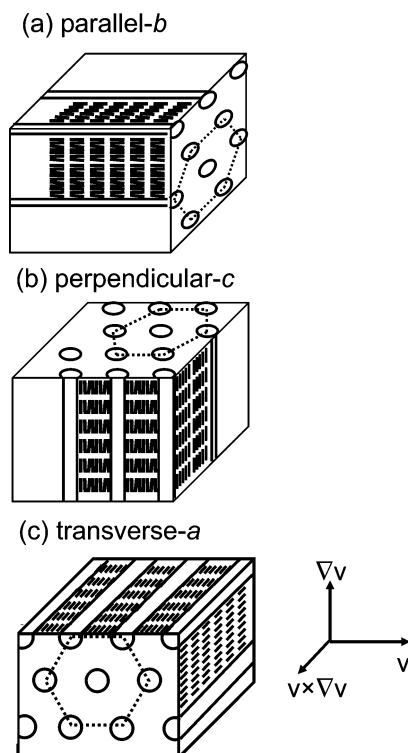 (a) parallel-b
(b) perpendicular-c
(c) transverse-a
∇v
v
v×∇v